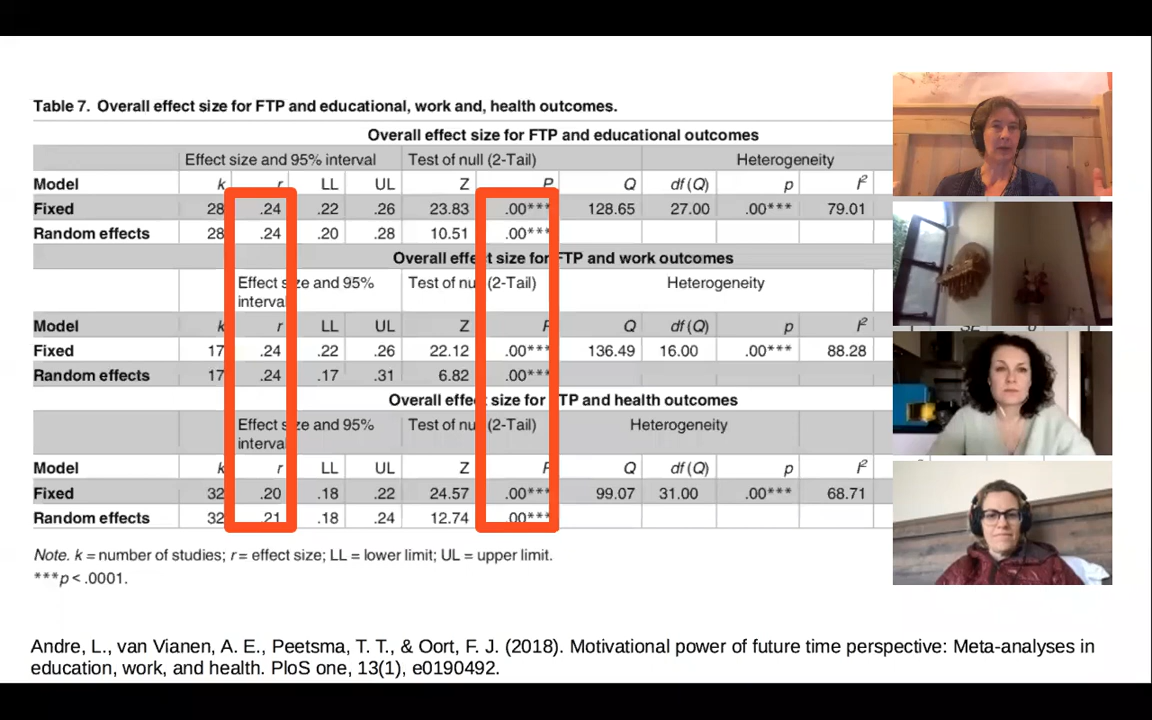 Table 7. Overall effect size for FTP and educational, work and, health outcomes.
Overall effect size for FTP and educational outcomes
Effect size and 95% interval Test of null (2-Tail) Heterogeneity
Model k r LL UL Z P Q df(Q) p I²
Fixed 28 .24 .22 .26 23.83 .00*** 128.65 27.00 .00*** 79.01
Random effects 28 .24 .20 .28 10.51 .00***
Overall effect size for FTP and work outcomes
Effect size and 95% Test of null (2-Tail) Heterogeneity
interval
Model k r LL UL Z P Q df(Q) p I²
Fixed 17 .24 .22 .26 22.12 .00*** 136.49 16.00 .00*** 88.28
Random effects 17 .24 .17 .31 6.82 .00***
Overall effect size for FTP and health outcomes
Effect size and 95% Test of null (2-Tail) Heterogeneity
interval
Model k r LL UL Z P Q df(Q) p I²
Fixed 32 .20 .18 .22 24.57 .00*** 99.07 31.00 .00*** 68.71
Random effects 32 .21 .18 .24 12.74 .00***
Note. k = number of studies; r = effect size; LL = lower limit; UL = upper limit.
***p < .0001.
Andre, L., van Vianen, A. E., Peetsma, T. T., & Oort, F. J. (2018). Motivational power of future time perspective: Meta-analyses in
education, work, and health. PloS one, 13(1), e0190492.